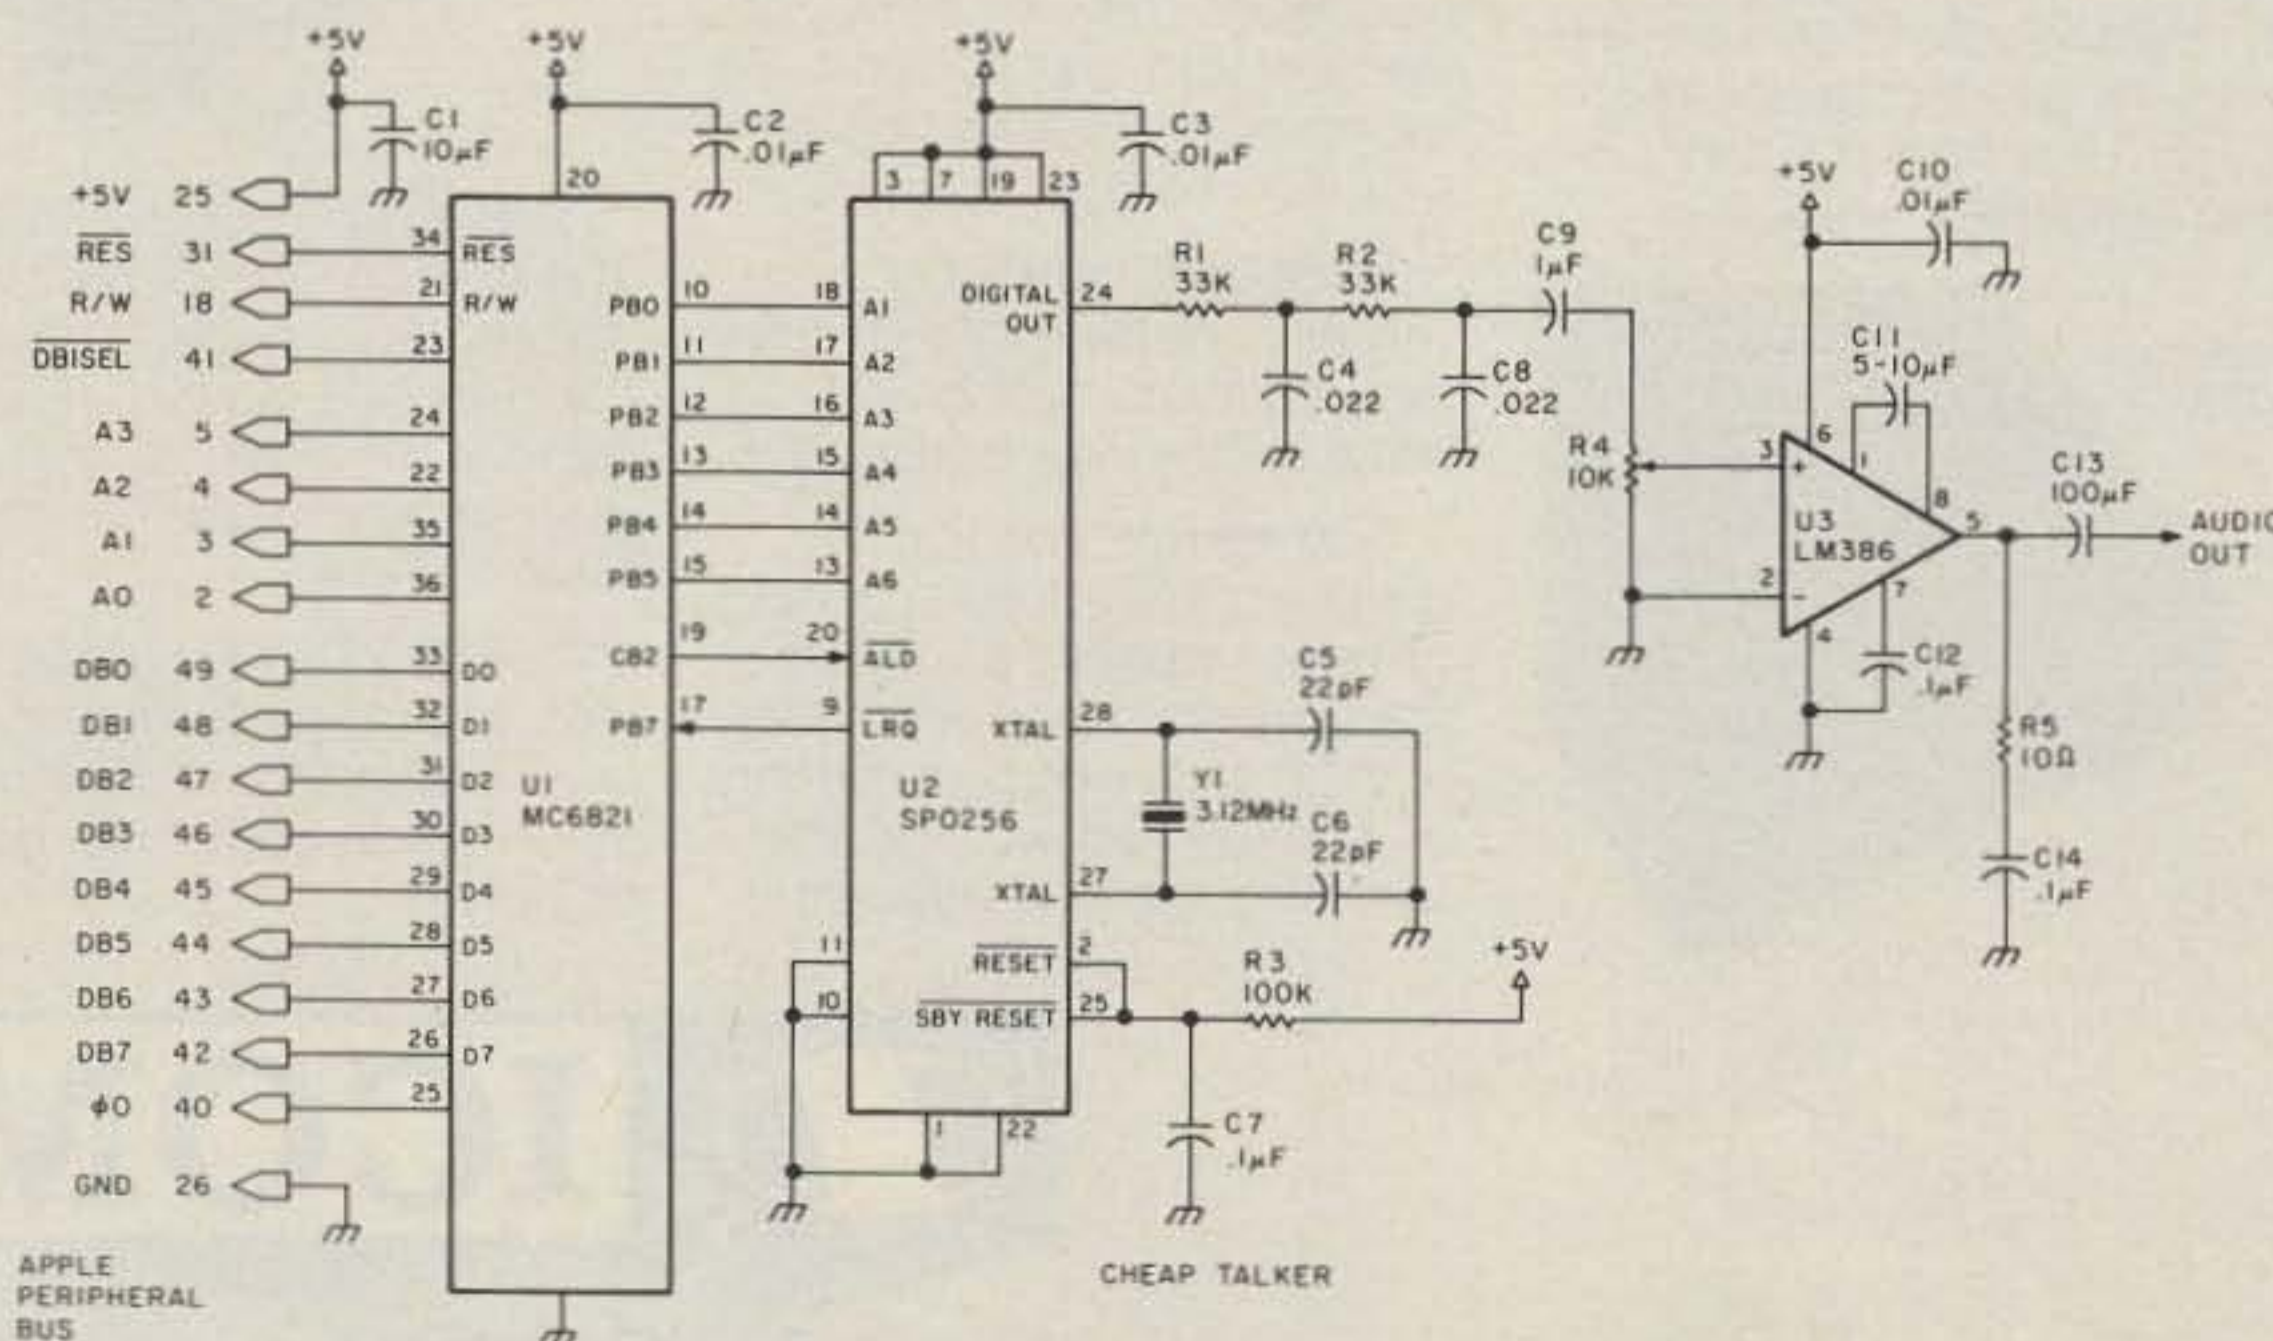 +5V
+5V
+5V
C1
10µF
C2
.01µF
C3
.01µF
20
3 7 19 23
+5V 25
RES 31 34 RES
R/W 18 21 R/W
DBISEL 41 23
A3 5 24
A2 4 22
A1 3 35
A0 2 36
DB0 49 33 D0
DB1 48 32 D1
DB2 47 31 D2
DB3 46 30 D3
DB4 45 29 D4
DB5 44 28 D5
DB6 43 27 D6
DB7 42 26 D7
ϕ0 40 25
GND 26
APPLE
PERIPHERAL
BUS
U1
MC6821
PB0 10 18 A1
PB1 11 17 A2
PB2 12 16 A3
PB3 13 15 A4
PB4 14 14 A5
PB5 15 13 A6
CB2 19 20 ALD
PB7 17 9 LRQ
U2
SPO256
11
10
1 22
DIGITAL
OUT
24
XTAL 28
XTAL 27
RESET 2
SBY RESET 25
R1
33K
R2
33K
C4
.022
C8
.022
C9
1µF
R4
10K
C5
22pF
Y1
3.12MHz
C6
22pF
R3
100K
+5V
C7
.1µF
CHEAP TALKER
+5V
C10
.01µF
C11
5-10µF
6
1
8
3 +
2 −
U3
LM386
5
7
4
C12
.1µF
C13
100µF
AUDIO
OUT
R5
10Ω
C14
.1µF